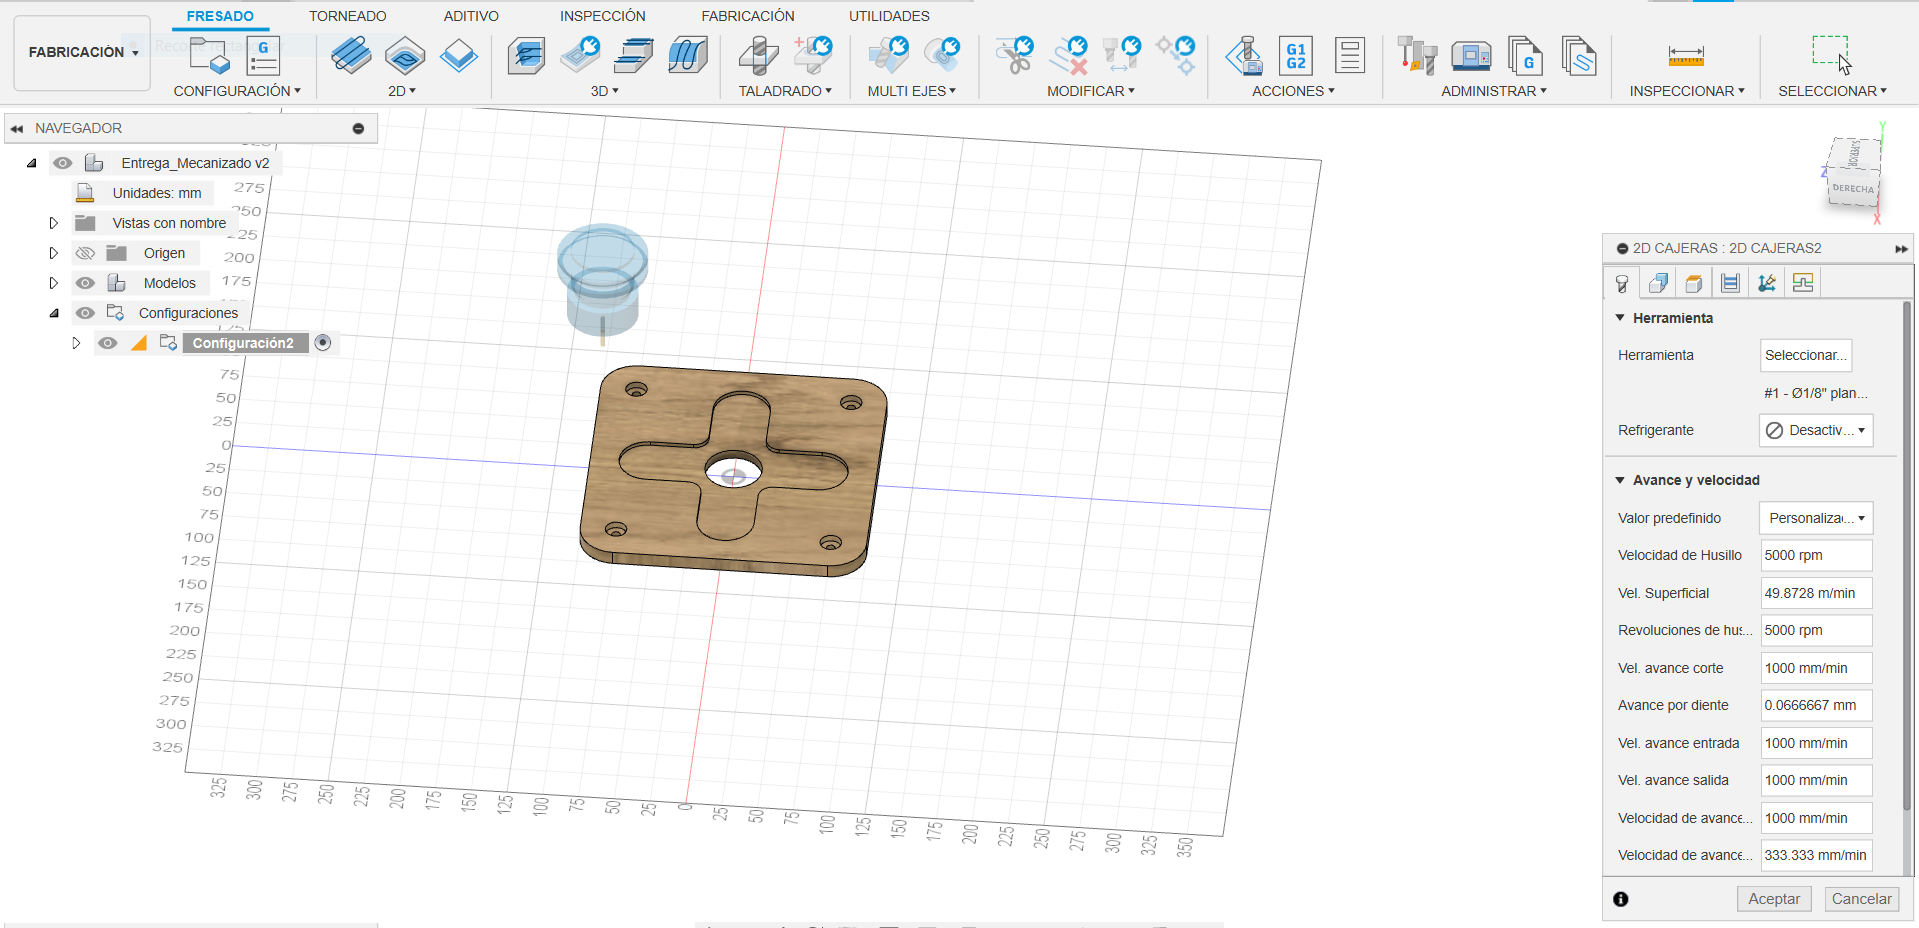 FRESADO TORNEADO ADITIVO INSPECCIÓN FABRICACIÓN UTILIDADES
FABRICACIÓN
Recorte rectangular
G
G1
G2
G
CONFIGURACIÓN 2D 3D TALADRADO MULTI EJES MODIFICAR ACCIONES ADMINISTRAR INSPECCIONAR SELECCIONAR
NAVEGADOR
Entrega_Mecanizado v2
Unidades: mm
Vistas con nombre
Origen
Modelos
Configuraciones
Configuración2
275
250
225
200
175
75
50
25
0
25
50
75
100
125
150
175
200
225
250
275
300
325
325 300 275 250 225 200 175 150 125 100 75 50 25 0 25 50 75 100 125 150 175 200 225 250 275 300 325 350
Y
SUPERIOR
Z
DERECHA
X
2D CAJERAS : 2D CAJERAS2
Herramienta
Herramienta Seleccionar...
#1 - Ø1/8" plan...
Refrigerante Desactiv...
Avance y velocidad
Valor predefinido Personaliza...
Velocidad de Husillo 5000 rpm
Vel. Superficial 49.8728 m/min
Revoluciones de hus... 5000 rpm
Vel. avance corte 1000 mm/min
Avance por diente 0.0666667 mm
Vel. avance entrada 1000 mm/min
Vel. avance salida 1000 mm/min
Velocidad de avance... 1000 mm/min
Velocidad de avance... 333.333 mm/min
Aceptar Cancelar